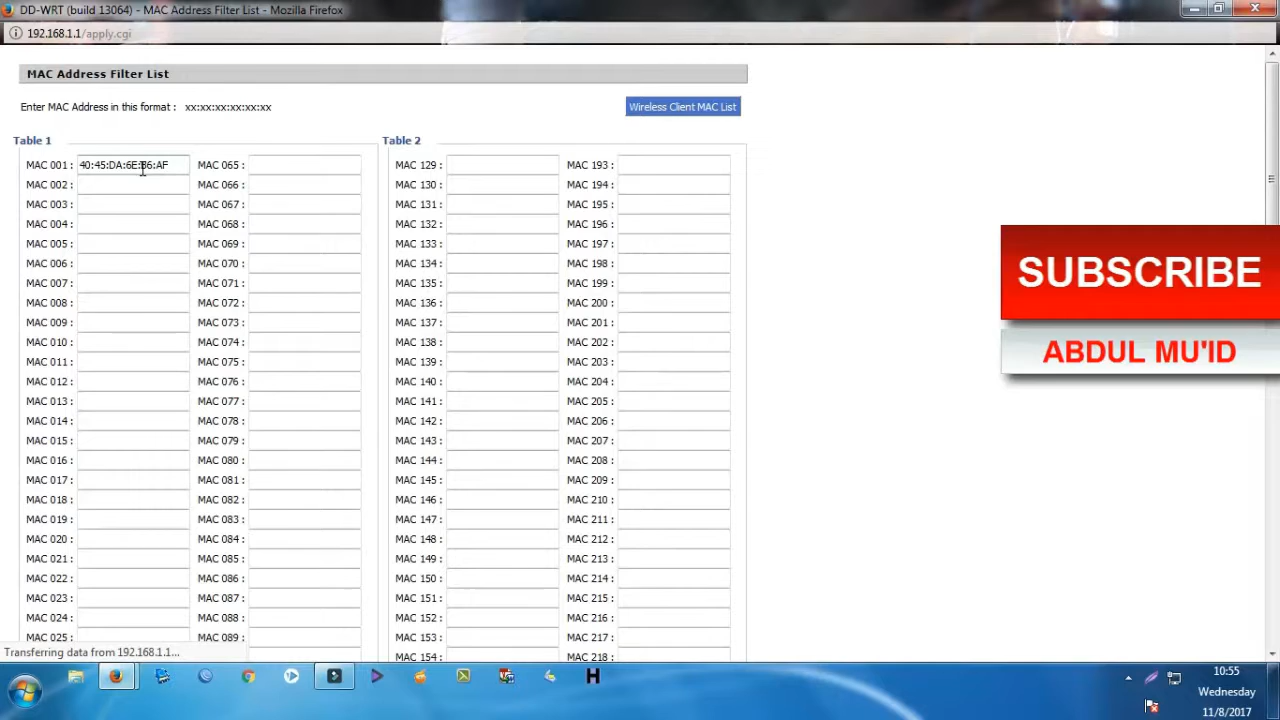 DD-WRT (build 13064) - MAC Address Filter List - Mozilla Firefox
192.168.1.1/apply.cgi
MAC Address Filter List
Enter MAC Address in this format : xx:xx:xx:xx:xx:xx
Wireless Client MAC List
Table 1 Table 2
MAC 001 : MAC 065 : MAC 129 : MAC 193 :
MAC 002 : MAC 066 : MAC 130 : MAC 194 :
MAC 003 : MAC 067 : MAC 131 : MAC 195 :
MAC 004 : MAC 068 : MAC 132 : MAC 196 :
MAC 005 : MAC 069 : MAC 133 : MAC 197 :
MAC 006 : MAC 070 : MAC 134 : MAC 198 :
MAC 007 : MAC 071 : MAC 135 : MAC 199 :
MAC 008 : MAC 072 : MAC 136 : MAC 200 :
MAC 009 : MAC 073 : MAC 137 : MAC 201 :
MAC 010 : MAC 074 : MAC 138 : MAC 202 :
MAC 011 : MAC 075 : MAC 139 : MAC 203 :
MAC 012 : MAC 076 : MAC 140 : MAC 204 :
MAC 013 : MAC 077 : MAC 141 : MAC 205 :
MAC 014 : MAC 078 : MAC 142 : MAC 206 :
MAC 015 : MAC 079 : MAC 143 : MAC 207 :
MAC 016 : MAC 080 : MAC 144 : MAC 208 :
MAC 017 : MAC 081 : MAC 145 : MAC 209 :
MAC 018 : MAC 082 : MAC 146 : MAC 210 :
MAC 019 : MAC 083 : MAC 147 : MAC 211 :
MAC 020 : MAC 084 : MAC 148 : MAC 212 :
MAC 021 : MAC 085 : MAC 149 : MAC 213 :
MAC 022 : MAC 086 : MAC 150 : MAC 214 :
MAC 023 : MAC 087 : MAC 151 : MAC 215 :
MAC 024 : MAC 088 : MAC 152 : MAC 216 :
MAC 025 : MAC 089 : MAC 153 : MAC 217 :
MAC 154 : MAC 218 :
Transferring data from 192.168.1.1...
SUBSCRIBE
ABDUL MU'ID
H
10:55
Wednesday
11/8/2017